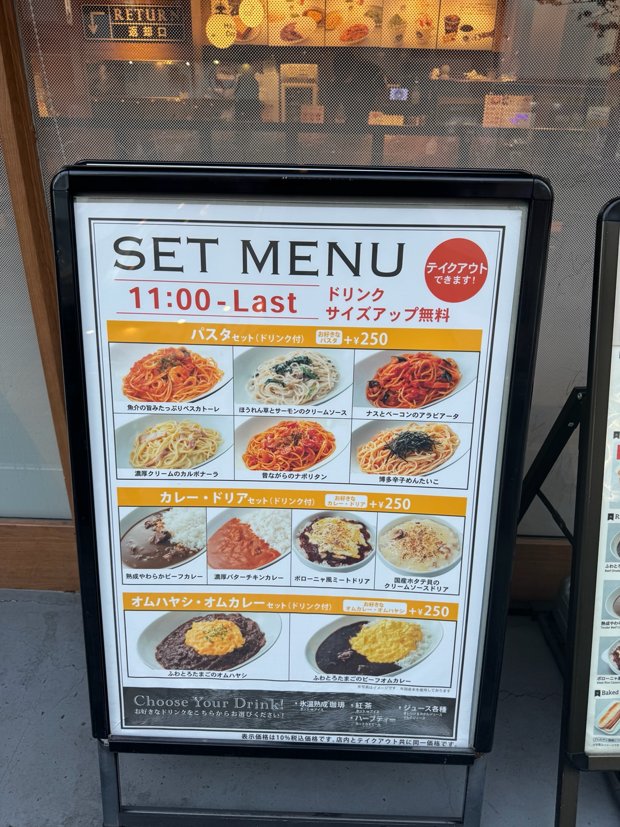 RETURN
返却口
SET MENU
テイクアウト
できます!
11:00-Last
ドリンク
サイズアップ無料
パスタセット(ドリンク付) お好きなパスタ +¥250
魚介の旨みたっぷりペスカトーレ
ほうれん草とサーモンのクリームソース
ナスとベーコンのアラビアータ
濃厚クリームのカルボナーラ
昔ながらのナポリタン
博多辛子めんたいこ
カレー・ドリアセット(ドリンク付) お好きなカレー・ドリア +¥250
熟成やわらかビーフカレー
濃厚バターチキンカレー
ボローニャ風ミートドリア
国産ホタテ貝の
クリームソースドリア
オムハヤシ・オムカレーセット(ドリンク付) お好きなオムカレー・オムハヤシ +¥250
ふわとろたまごのオムハヤシ
ふわとろたまごのビーフオムカレー
Choose Your Drink!
お好きなドリンクをこちらからお選びください!
・氷温熟成珈琲
・紅茶
・ハーブティー
・ジュース各種
表示価格は10%税込価格です。店内とテイクアウト共に同一価格です。